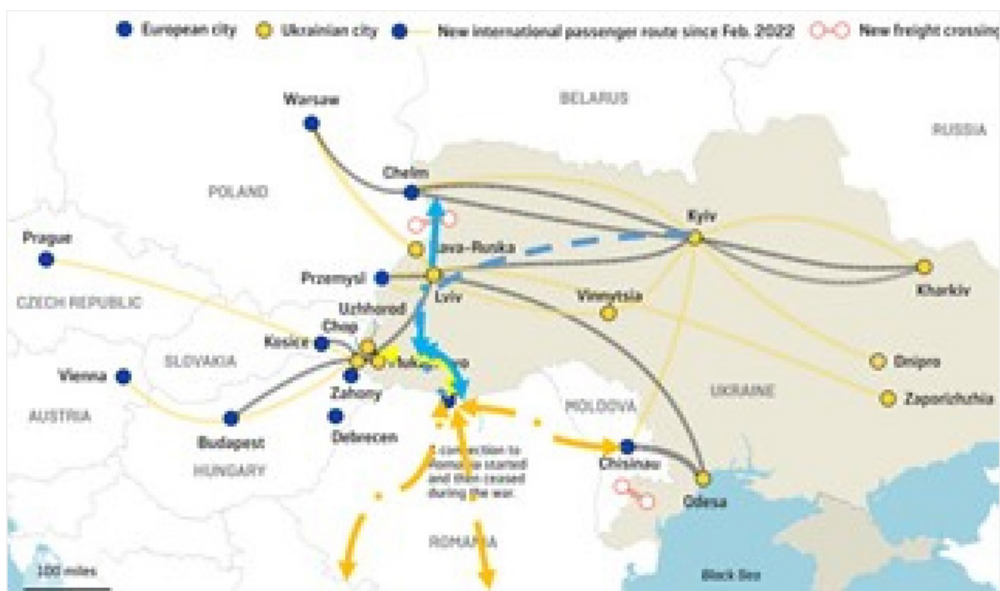 European city
Ukrainian city
New international passenger route since Feb. 2022
New freight crossing
Warsaw
BELARUS
RUSSIA
Chelm
POLAND
Kyiv
Prague
Przemysl
Lviv
Kharkiv
Uzhhorod
Vinnytsia
CZECH REPUBLIC
Chop
Kosice
SLOVAKIA
Dnipro
Vienna
Zahony
UKRAINE
Zaporizhzhia
AUSTRIA
MOLDOVA
Budapest
Debrecen
Chisinau
HUNGARY
connection to
Romania started
and then ceased
during the war.
Odesa
ROMANIA
100 miles
Black Sea